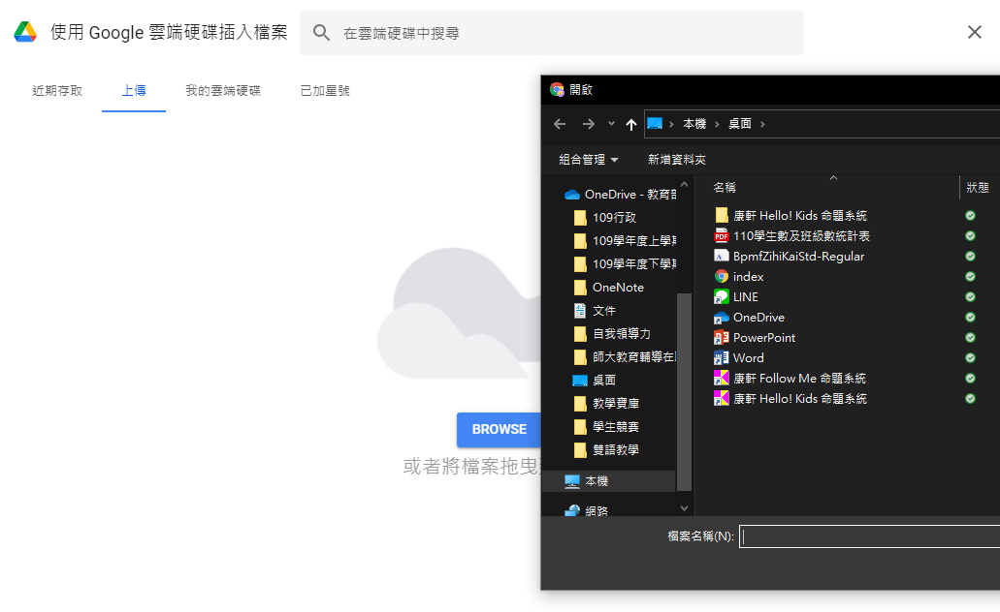 使用 Google 雲端硬碟插入檔案
在雲端硬碟中搜尋
近期存取
上傳
我的雲端硬碟
已加星號
BROWSE
或者將檔案拖曳
開啟
本機
桌面
組合管理
新增資料夾
OneDrive - 教育部
109行政
109學年度上學期
109學年度下學期
OneNote
文件
自我領導力
師大教育輔導在
桌面
教學寶庫
學生競賽
雙語教學
本機
網路
名稱
狀態
康軒 Hello! Kids 命題系統
PDF
110學生數及班級數統計表
BpmfZihiKaiStd-Regular
index
LINE
OneDrive
PowerPoint
Word
康軒 Follow Me 命題系統
康軒 Hello! Kids 命題系統
檔案名稱(N):